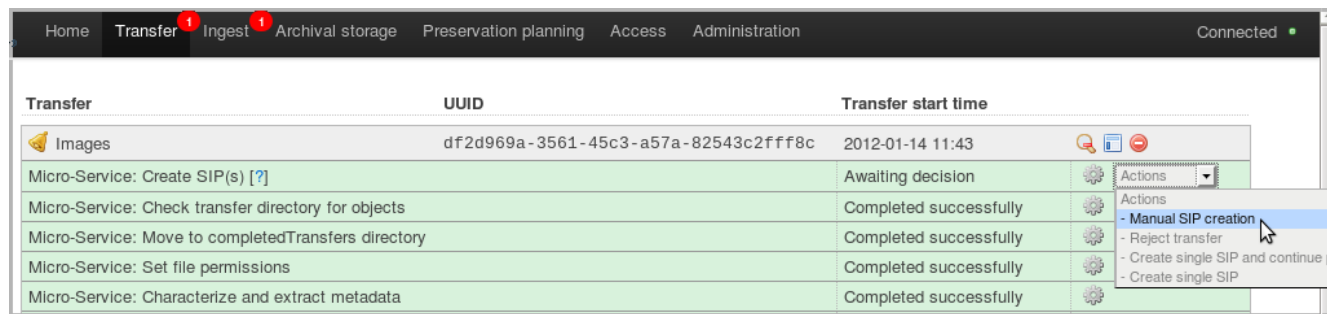 Home Transfer 1 Ingest 1 Archival storage Preservation planning Access Administration Connected
Transfer UUID Transfer start time
Images df2d969a-3561-45c3-a57a-82543c2fff8c 2012-01-14 11:43
Micro-Service: Create SIP(s) [?] Awaiting decision Actions
Actions
Micro-Service: Check transfer directory for objects Completed successfully - Manual SIP creation
Micro-Service: Move to completedTransfers directory Completed successfully - Reject transfer
Micro-Service: Set file permissions Completed successfully - Create single SIP and continue
- Create single SIP
Micro-Service: Characterize and extract metadata Completed successfully